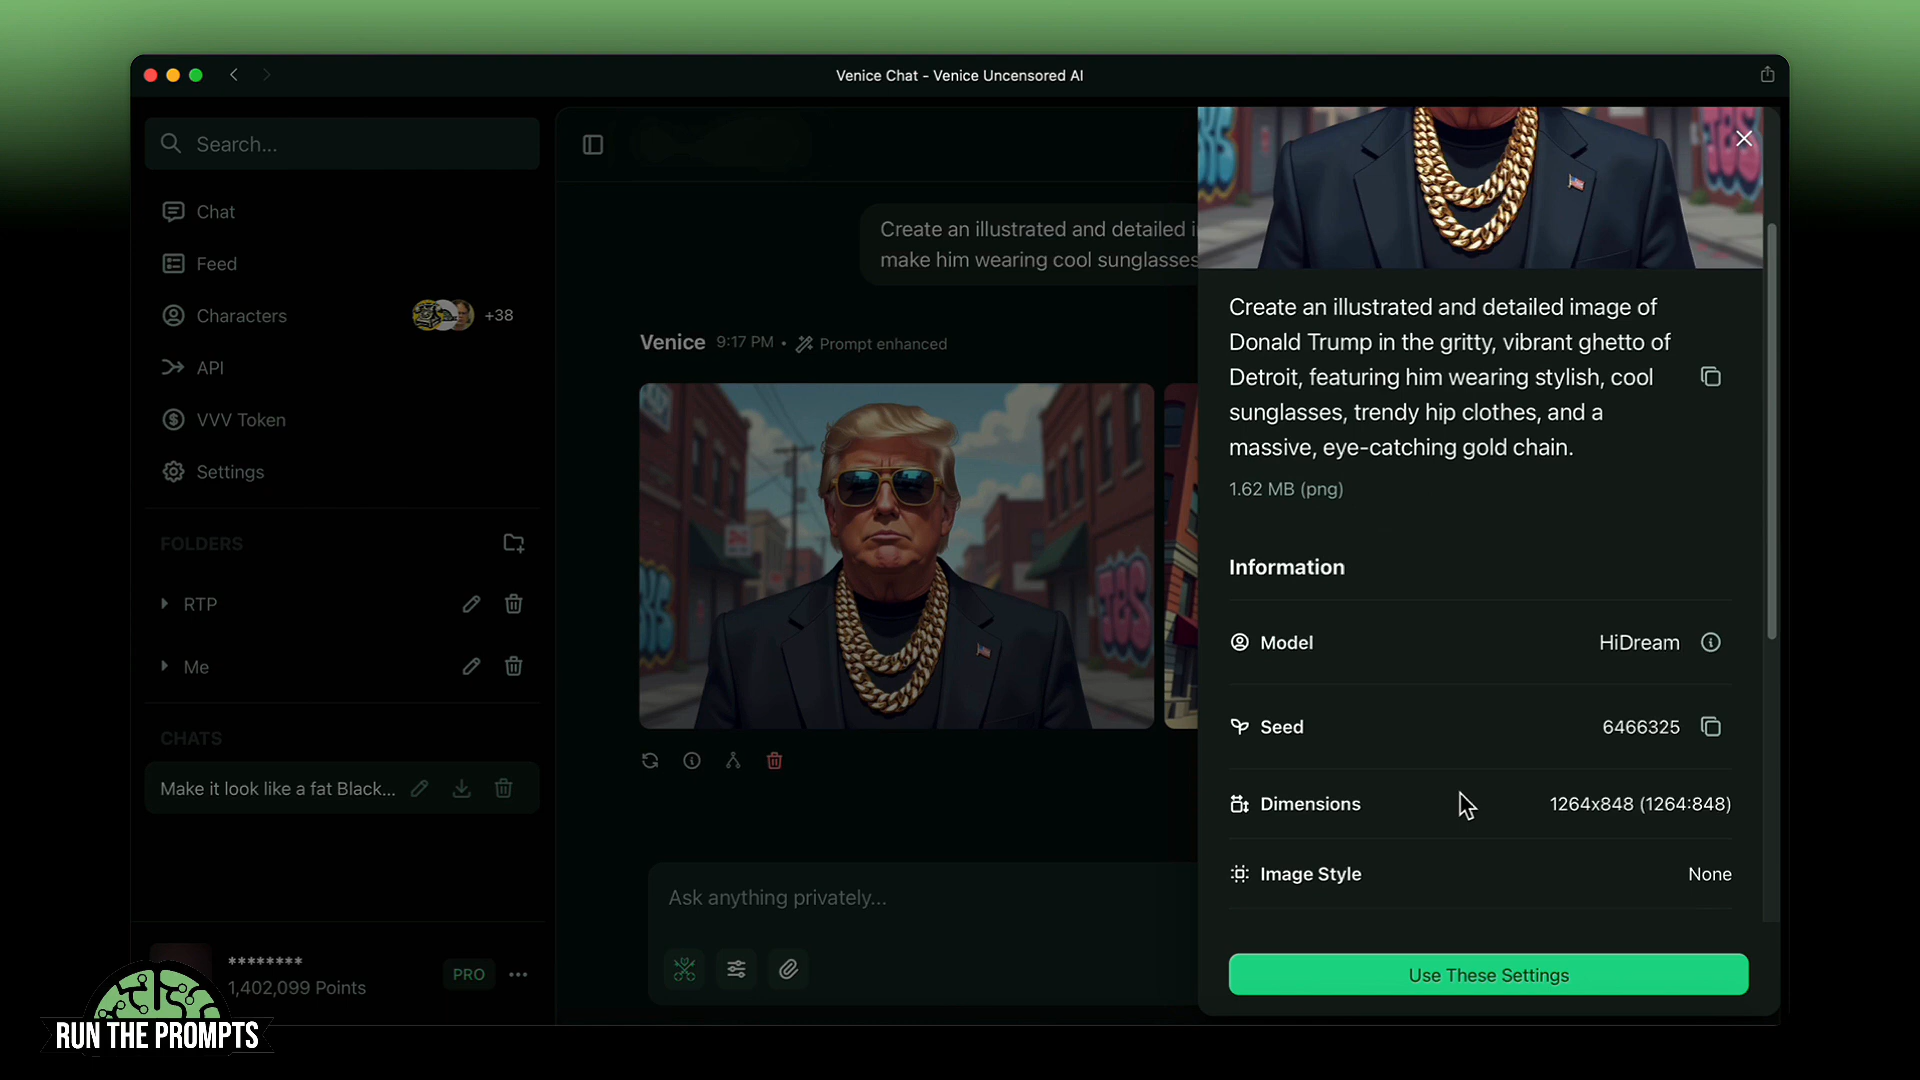 Venice Chat - Venice Uncensored AI
Search...
Chat
Feed
Characters
+38
API
VVV Token
Settings
FOLDERS
RTP
Me
CHATS
Make it look like a fat Black...
********
1,402,099 Points
PRO
RUN THE PROMPTS
Create an illustrated and detailed i
make him wearing cool sunglasses
Venice 9:17 PM • Prompt enhanced
Ask anything privately...
Create an illustrated and detailed image of
Donald Trump in the gritty, vibrant ghetto of
Detroit, featuring him wearing stylish, cool
sunglasses, trendy hip clothes, and a
massive, eye-catching gold chain.
1.62 MB (png)
Information
Model HiDream
Seed 6466325
Dimensions 1264x848 (1264:848)
Image Style None
Use These Settings